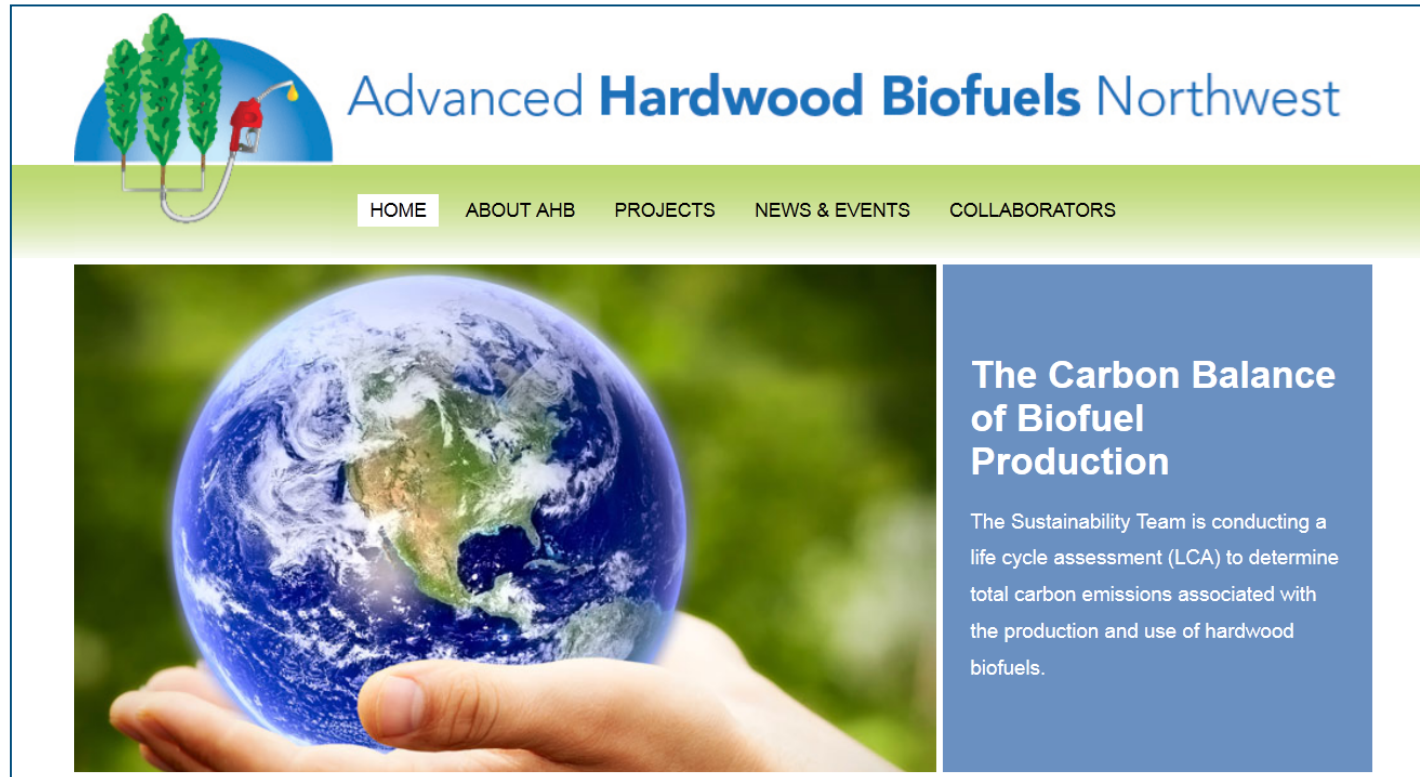 Advanced Hardwood Biofuels Northwest
HOME ABOUT AHB PROJECTS NEWS & EVENTS COLLABORATORS
The Carbon Balance
of Biofuel
Production
The Sustainability Team is conducting a
life cycle assessment (LCA) to determine
total carbon emissions associated with
the production and use of hardwood
biofuels.